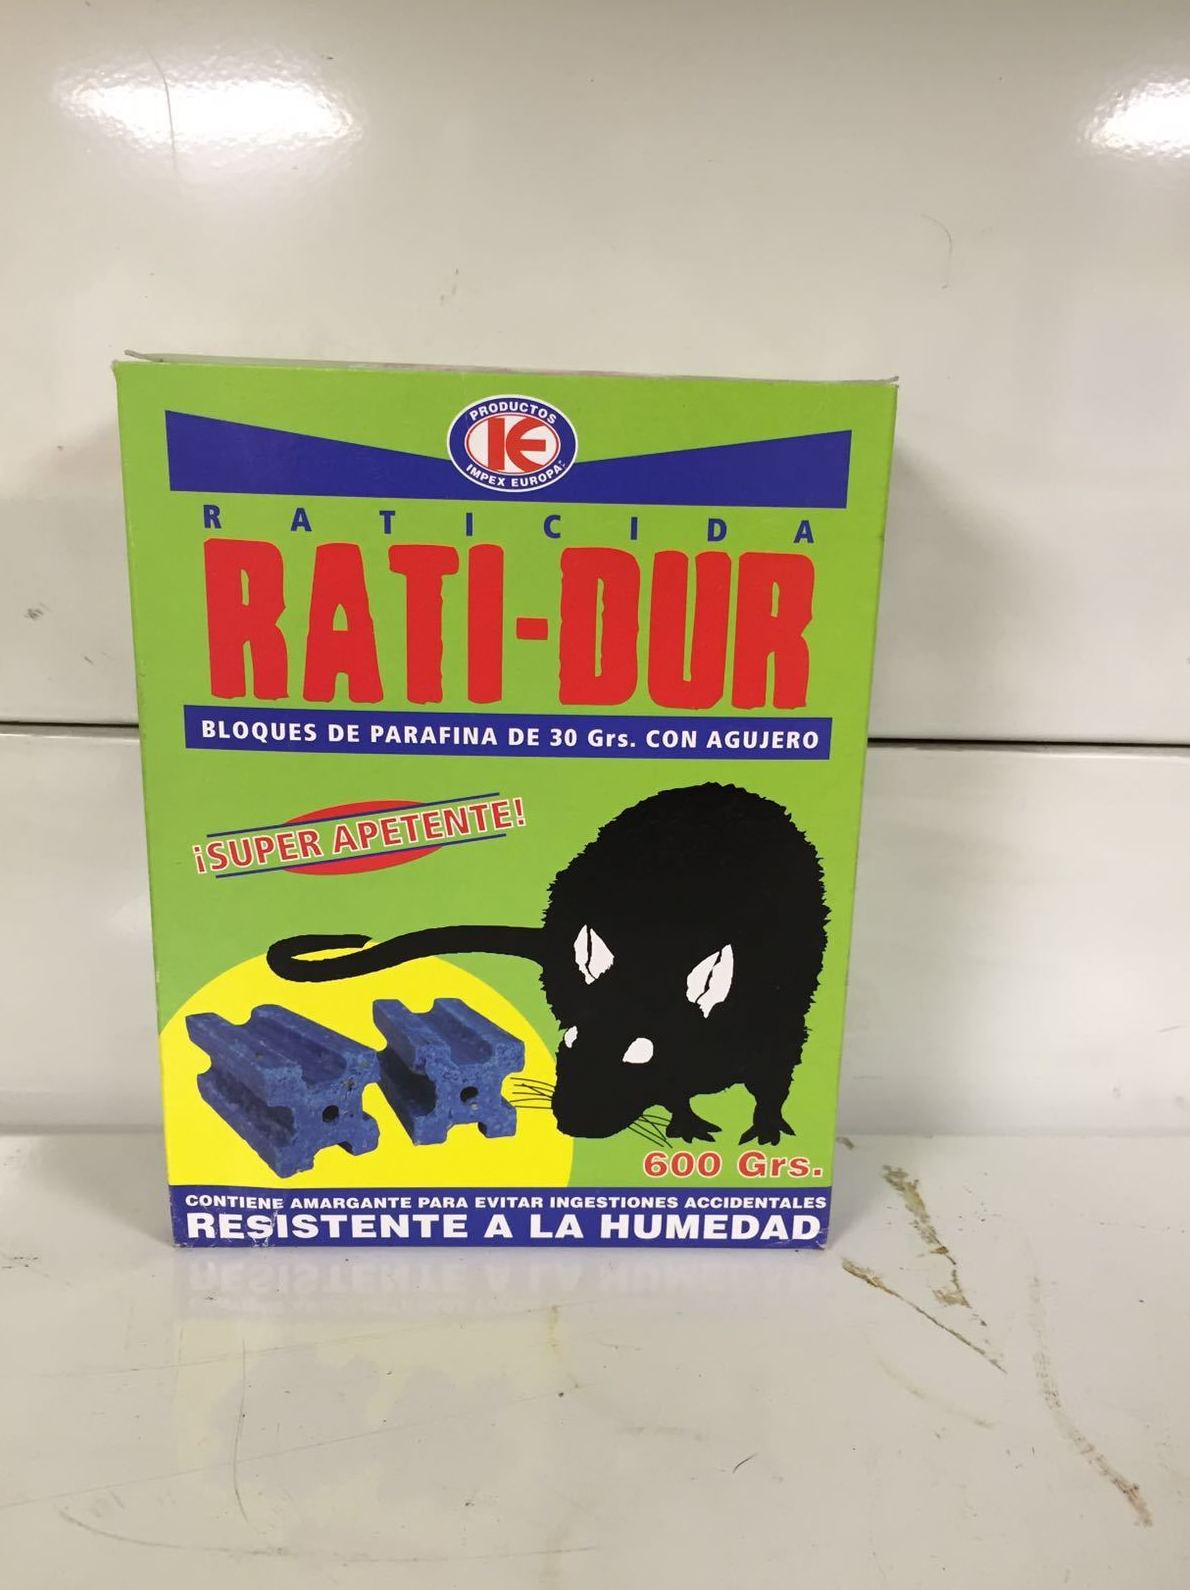 PRODUCTOS
IE
IMPEX EUROPA
RATICIDA
RATI-DUR
BLOQUES DE PARAFINA DE 30 Grs. CON AGUJERO
¡SUPER APETENTE!
600 Grs.
CONTIENE AMARGANTE PARA EVITAR INGESTIONES ACCIDENTALES
RESISTENTE A LA HUMEDAD